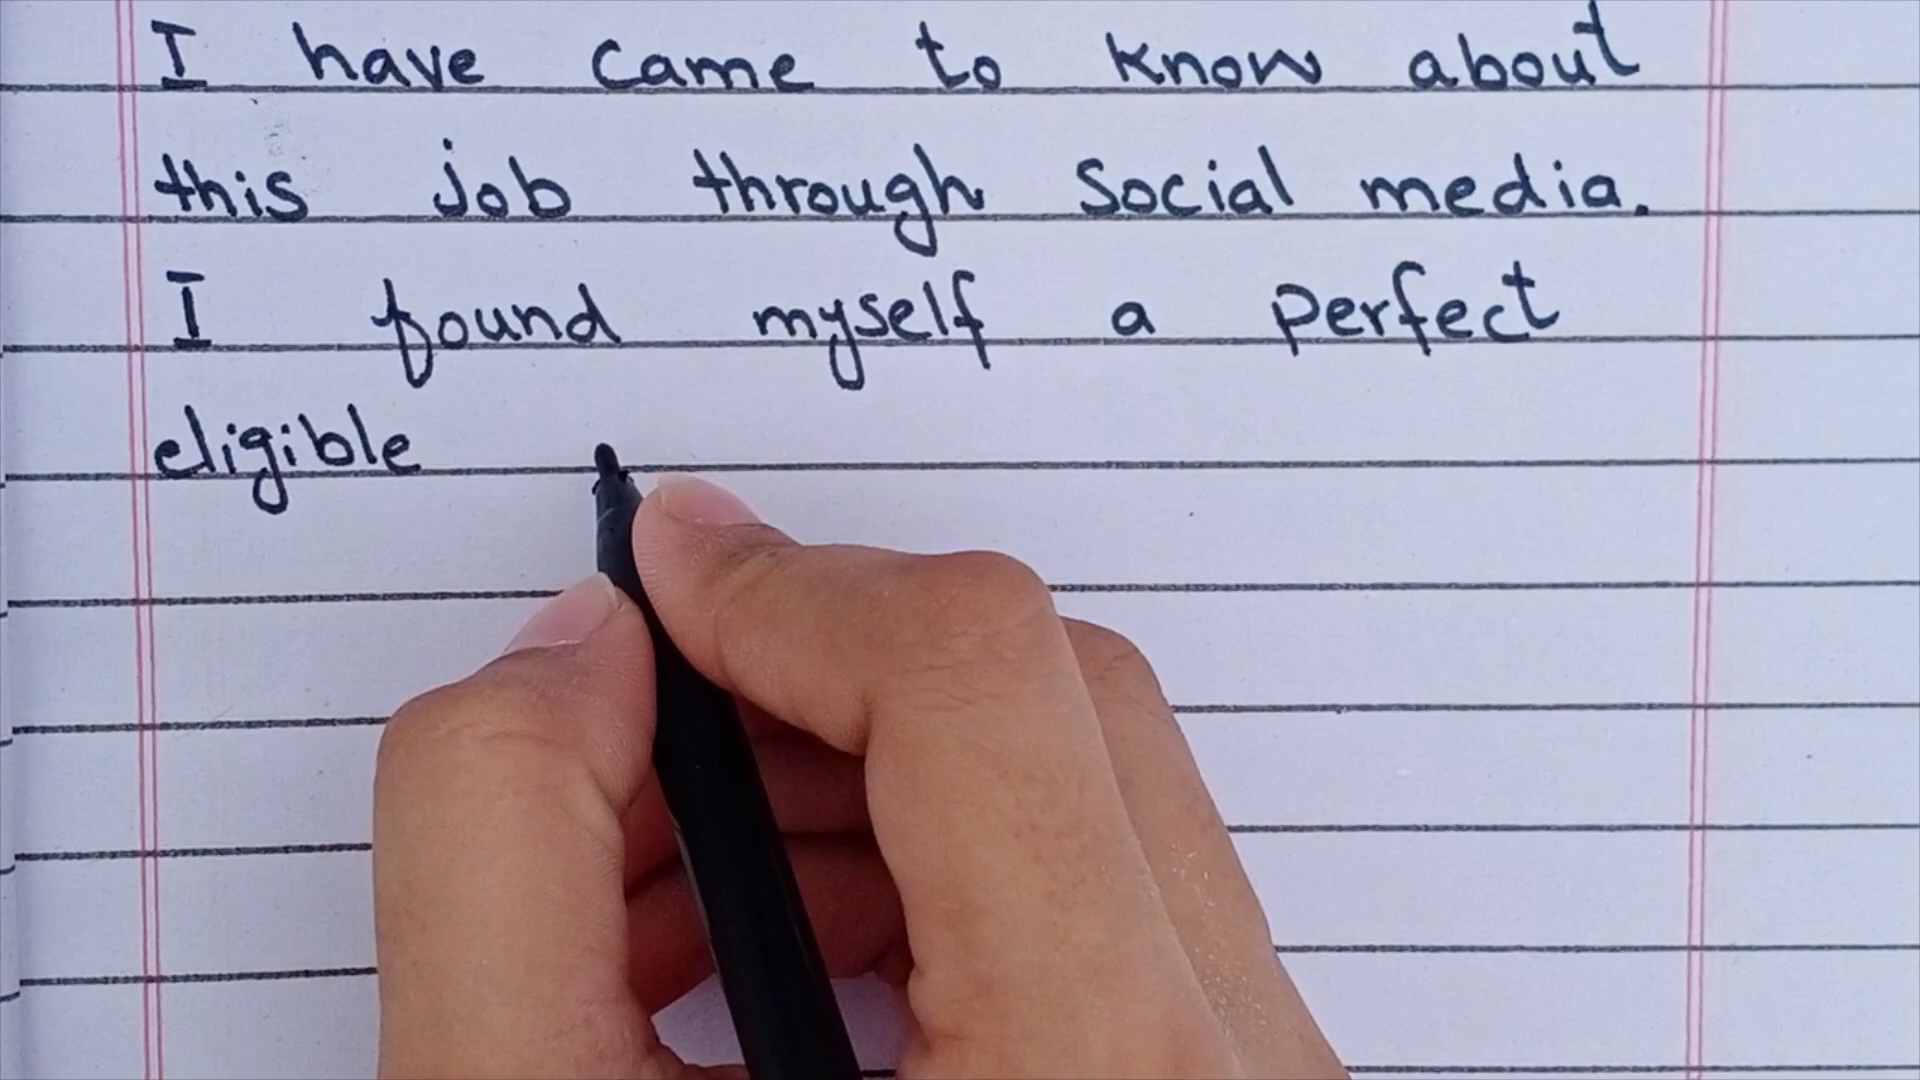 I have came to know about
this job through social media.
I found myself a perfect
eligible